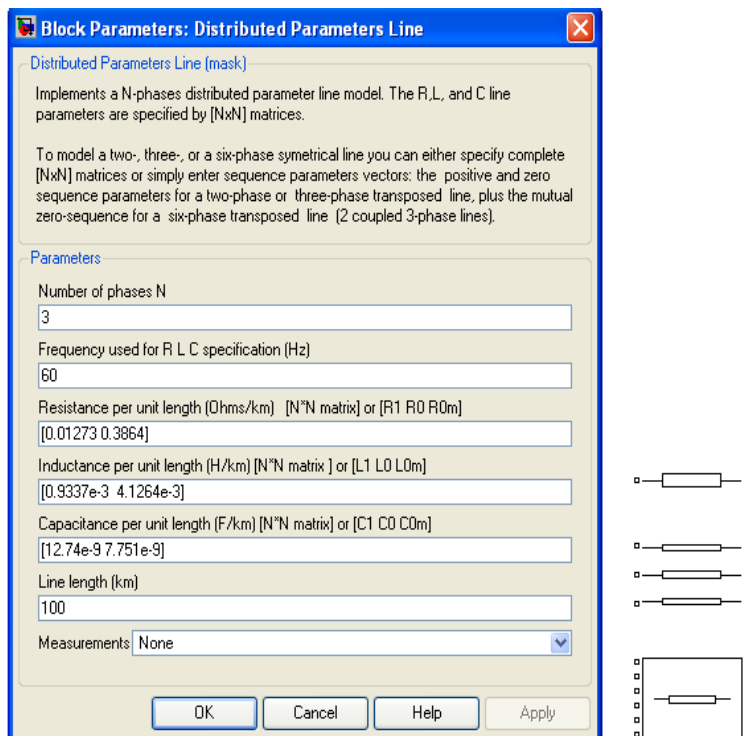 Block Parameters: Distributed Parameters Line
Distributed Parameters Line (mask)
Implements a N-phases distributed parameter line model. The R,L, and C line
parameters are specified by [NxN] matrices.
To model a two-, three-, or a six-phase symetrical line you can either specify complete
[NxN] matrices or simply enter sequence parameters vectors: the positive and zero
sequence parameters for a two-phase or three-phase transposed line, plus the mutual
zero-sequence for a six-phase transposed line (2 coupled 3-phase lines).
Parameters
Number of phases N
3
Frequency used for R L C specification (Hz)
60
Resistance per unit length (Ohms/km) [N*N matrix] or [R1 R0 R0m]
[0.01273 0.3864]
Inductance per unit length (H/km) [N*N matrix ] or [L1 L0 L0m]
[0.9337e-3 4.1264e-3]
Capacitance per unit length (F/km) [N*N matrix] or [C1 C0 C0m]
[12.74e-9 7.751e-9]
Line length (km)
100
Measurements None
OK Cancel Help Apply